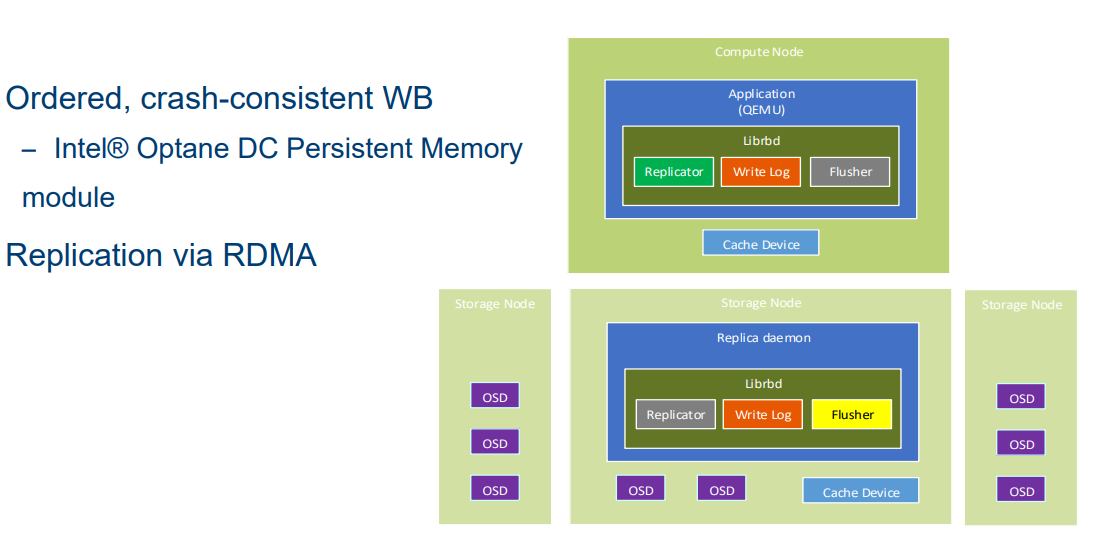 Ordered, crash-consistent WB
– Intel® Optane DC Persistent Memory
module
Replication via RDMA
Compute Node
Application
(QEMU)
Librbd
Replicator
Write Log
Flusher
Cache Device
Storage Node
OSD
OSD
OSD
Storage Node
Replica daemon
Librbd
Replicator
Write Log
Flusher
OSD
OSD
Cache Device
Storage Node
OSD
OSD
OSD